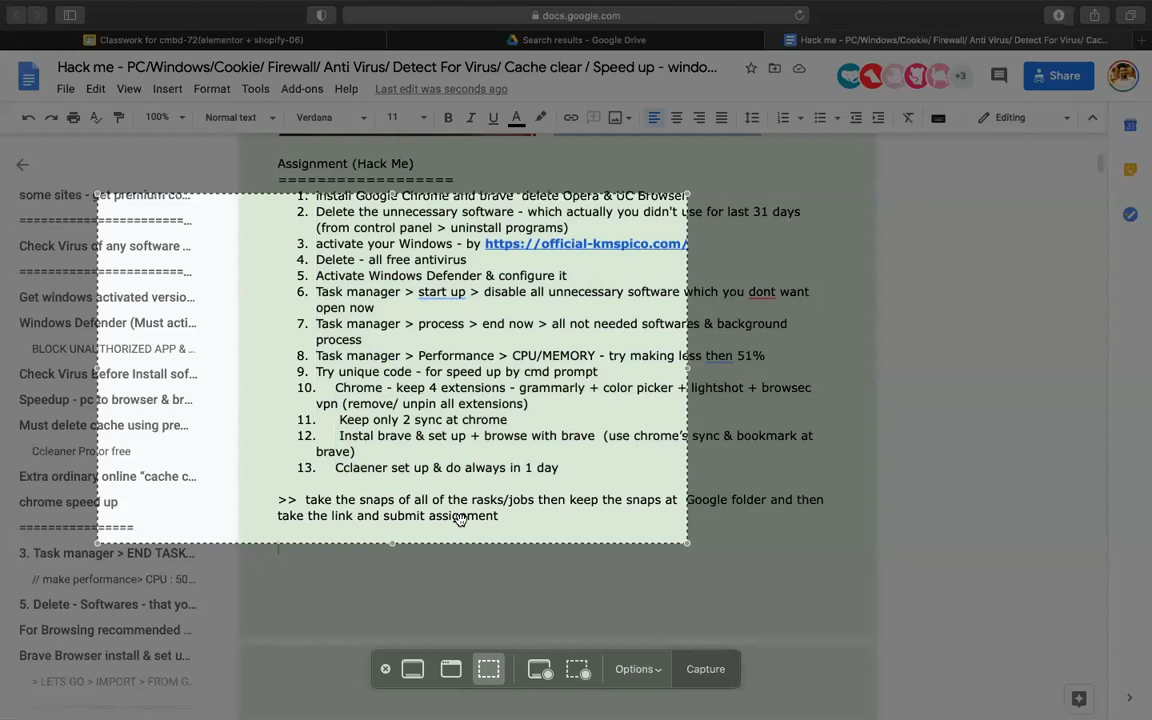 docs.google.com
Classwork for cmbd-72(elementor + shopify-06)
Search results - Google Drive
Hack me - PC/Windows/Cookie/ Firewall/ Anti Virus/ Detect For Virus/ Cac...
Hack me - PC/Windows/Cookie/ Firewall/ Anti Virus/ Detect For Virus/ Cache clear / Speed up - windo...
+3
Share
File Edit View Insert Format Tools Add-ons Help Last edit was seconds ago
100% Normal text Verdana 11 B I U A Editing
some sites - get premium co...
=======================...
Check Virus of any software ...
=======================...
Get windows activated versio...
Windows Defender (Must acti...
BLOCK UNAUTHORIZED APP & ...
Check Virus Before Install sof...
Speedup - pc to browser & br...
Must delete cache using pre...
Ccleaner Pro or free
Extra ordinary online “cache c...
chrome speed up
================
3. Task manager > END TASK...
// make performance> CPU : 50...
5. Delete - Softwares - that yo...
For Browsing recommended ...
Brave Browser install & set u...
> LETS GO > IMPORT > FROM G...
Assignment (Hack Me)
==================
1. install Google Chrome and brave delete Opera & UC Browser
2. Delete the unnecessary software - which actually you didn't use for last 31 days
(from control panel > uninstall programs)
3. activate your Windows - by https://official-kmspico.com/
4. Delete - all free antivirus
5. Activate Windows Defender & configure it
6. Task manager > start up > disable all unnecessary software which you dont want
open now
7. Task manager > process > end now > all not needed softwares & background
process
8. Task manager > Performance > CPU/MEMORY - try making less then 51%
9. Try unique code - for speed up by cmd prompt
10. Chrome - keep 4 extensions - grammarly + color picker + lightshot + browsec
vpn (remove/ unpin all extensions)
11. Keep only 2 sync at chrome
12. Instal brave & set up + browse with brave (use chrome’s sync & bookmark at
brave)
13. Cclaener set up & do always in 1 day
>> take the snaps of all of the rasks/jobs then keep the snaps at Google folder and then
take the link and submit assignment
Options
Capture